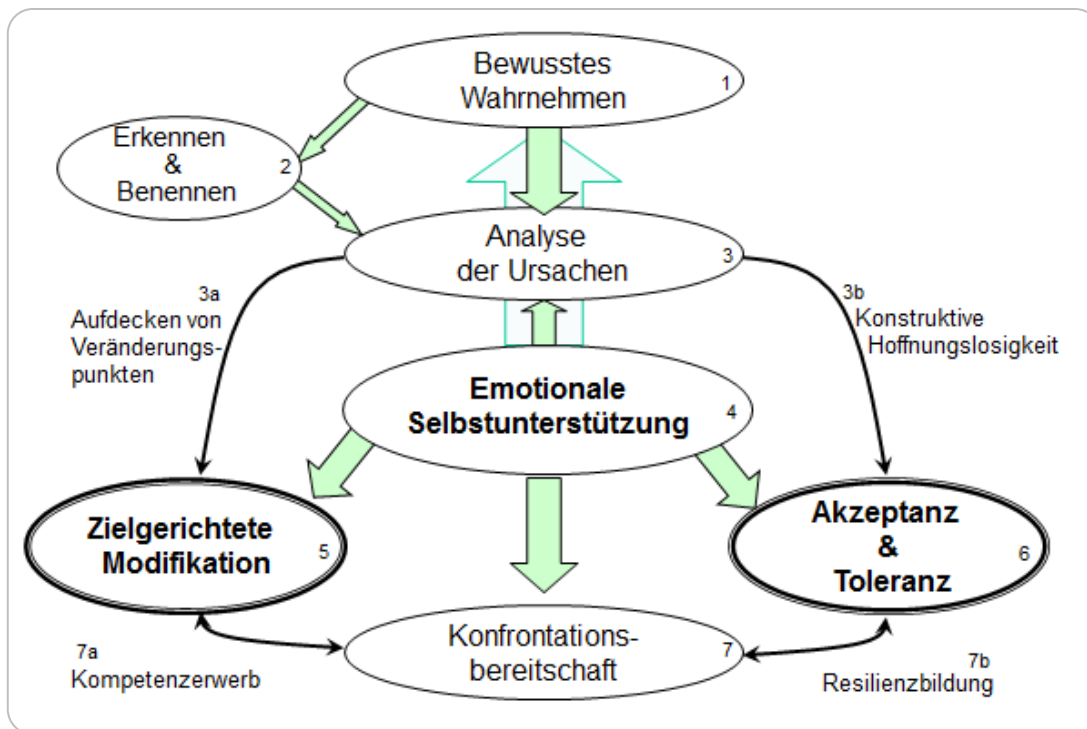 Bewusstes
Wahrnehmen
1
Erkennen
&
Benennen
2
Analyse
der Ursachen
3
3a
Aufdecken von
Veränderungs-
punkten
3b
Konstruktive
Hoffnungslosigkeit
Emotionale
Selbstunterstützung
4
Zielgerichtete
Modifikation
5
Akzeptanz
&
Toleranz
6
Konfrontations-
bereitschaft
7
7a
Kompetenzerwerb
7b
Resilienzbildung